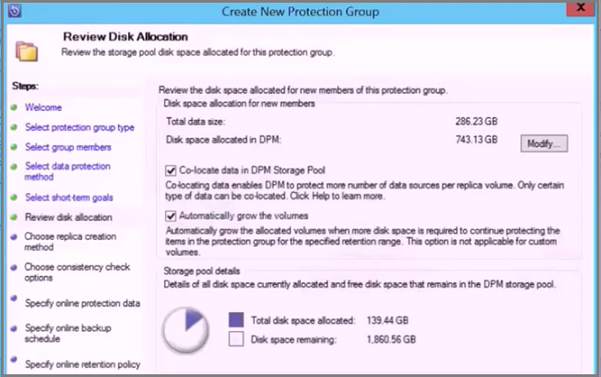 Create New Protection Group
X
Review Disk Allocation
Review the storage pool disk space allocated for this protection group.
Steps:
Welcome
Select protection group type
Select group members
Select data protection
method
Select short-term goals
Review disk allocation
Choose replica creation
method
Choose consistency check
options
Specify online protection data
Specify online backup
schedule
Specify online retention policy
Review the disk space allocated for new members of this protection group.
Disk space allocation for new members
Total data size: 286.23 GB
Disk space allocated in DPM: 743.13 GB Modify...
Co-locate data in DPM Storage Pool
Co-locating data enables DPM to protect more number of data sources per replica volume. Only certain
type of data can be co-located. Click Help to learn more.
Automatically grow the volumes
Automatically grow the allocated volumes when more disk space is required to continue protecting the
items in the protection group for the specified retention range. This option is not applicable for custom
volumes.
Storage pool details
Details of all disk space currently allocated and free disk space that remains in the DPM storage pool.
Total disk space allocated: 139.44 GB
Disk space remaining: 1,860.56 GB